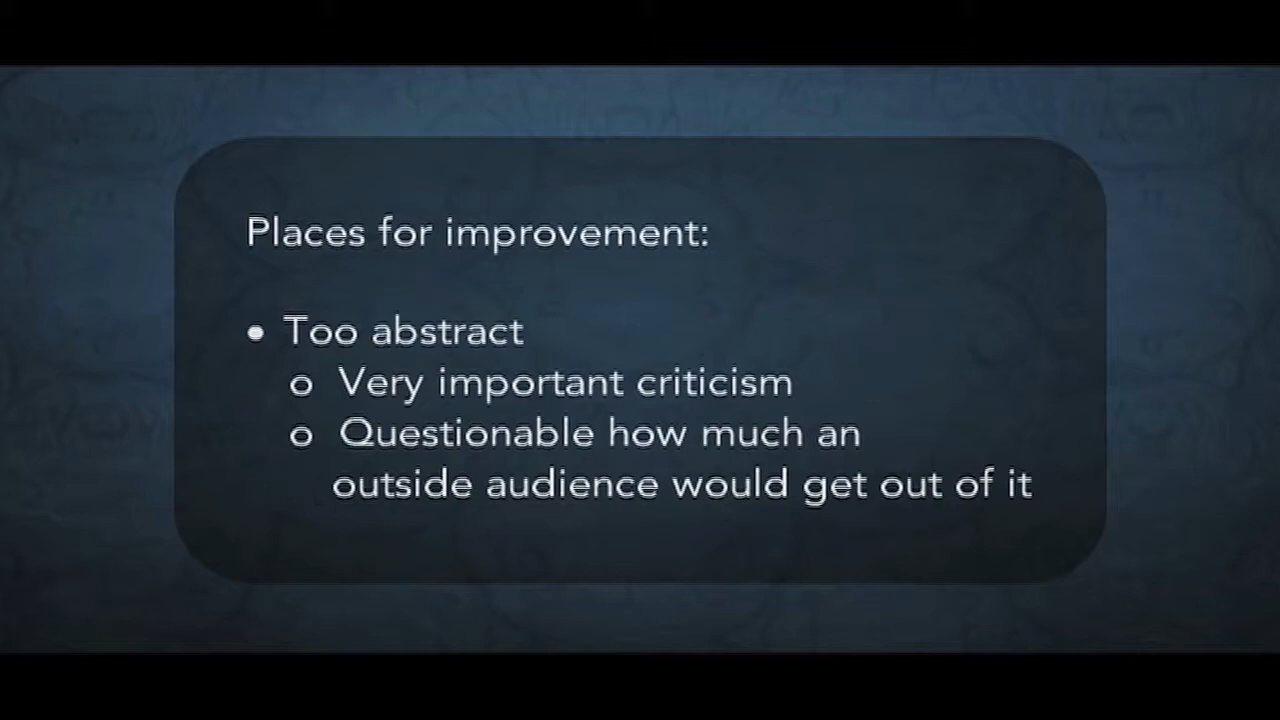 Places for improvement:
• Too abstract
o Very important criticism
o Questionable how much an
outside audience would get out of it